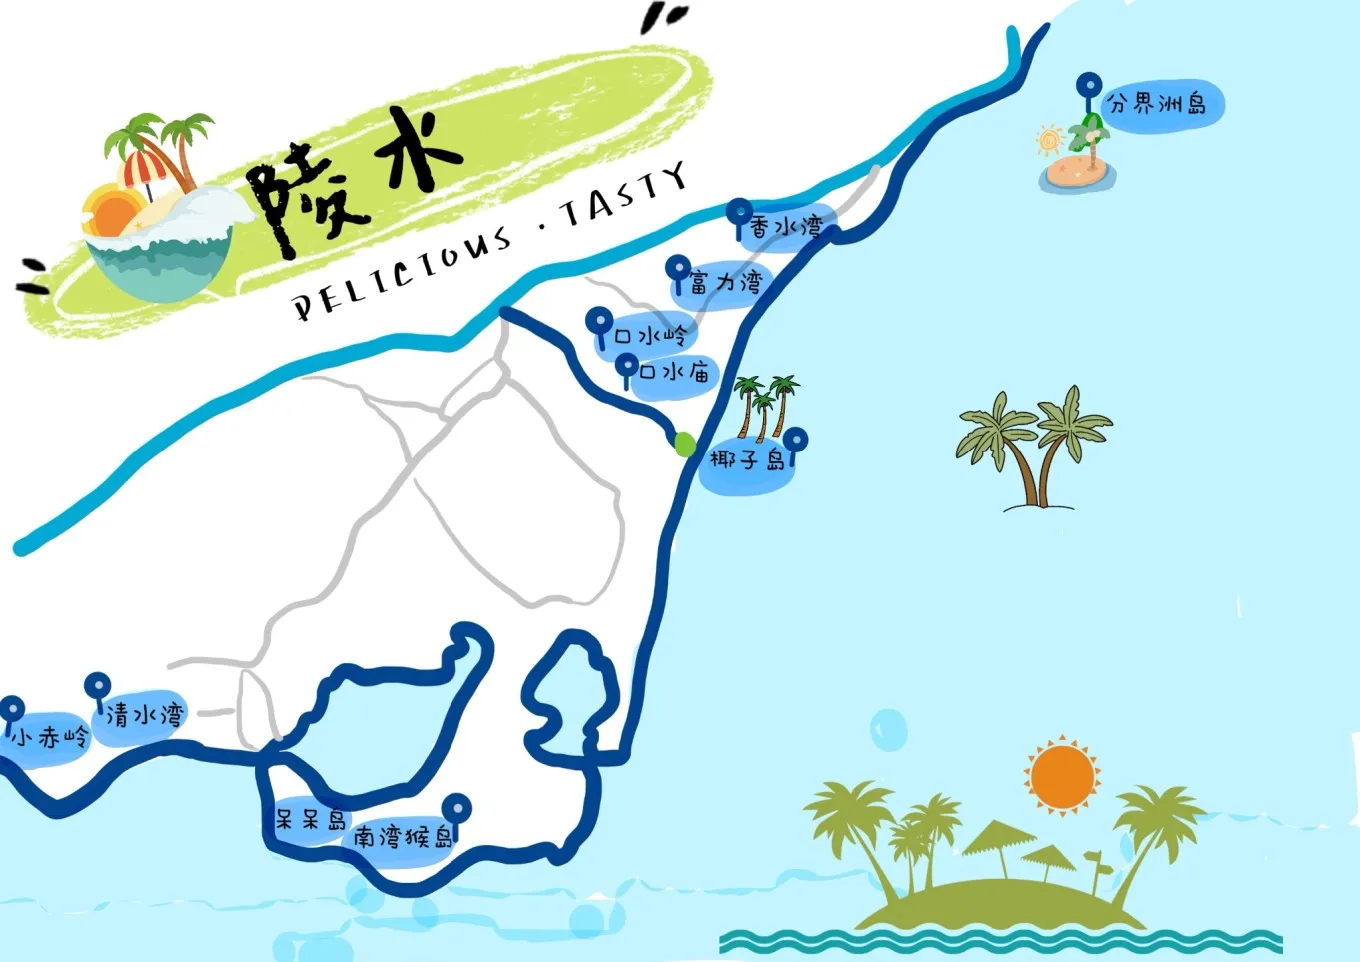 陵水
DELICIOUS · TASTY
分界洲岛
香水湾
富力湾
口水岭
口水庙
椰子岛
清水湾
小赤岭
呆呆岛
南湾猴岛